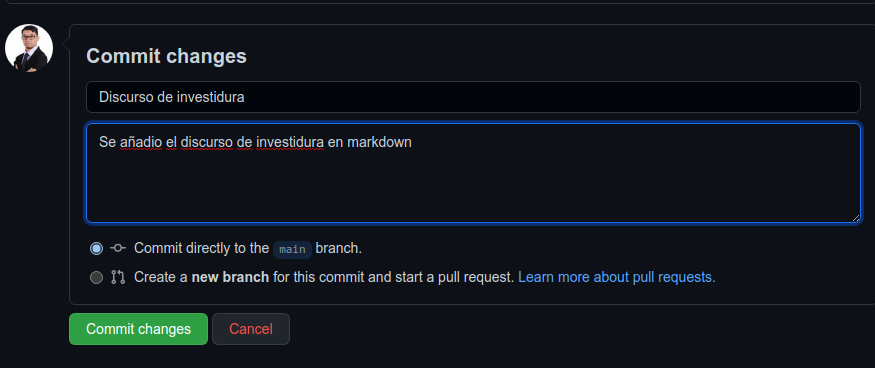 Commit changes
Discurso de investidura
Se añadio el discurso de investidura en markdown
Commit directly to the main branch.
Create a new branch for this commit and start a pull request. Learn more about pull requests.
Commit changes
Cancel